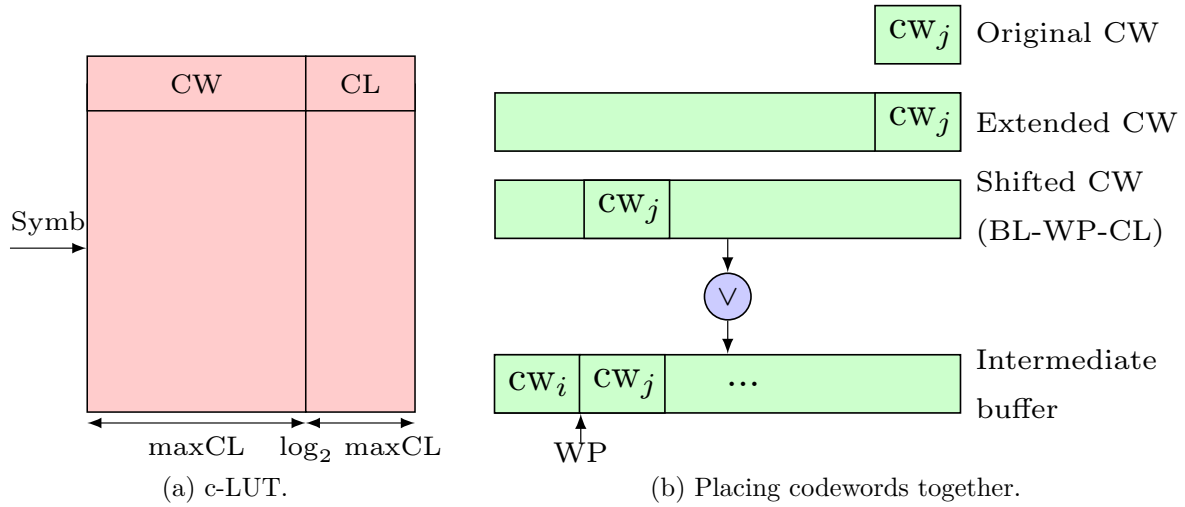 CW CL
Symb
maxCL log₂ maxCL
(a) c-LUT.
cwⱼ Original CW
cwⱼ Extended CW
cwⱼ Shifted CW
(BL-WP-CL)
∨
cwᵢ cwⱼ ... Intermediate
buffer
WP
(b) Placing codewords together.